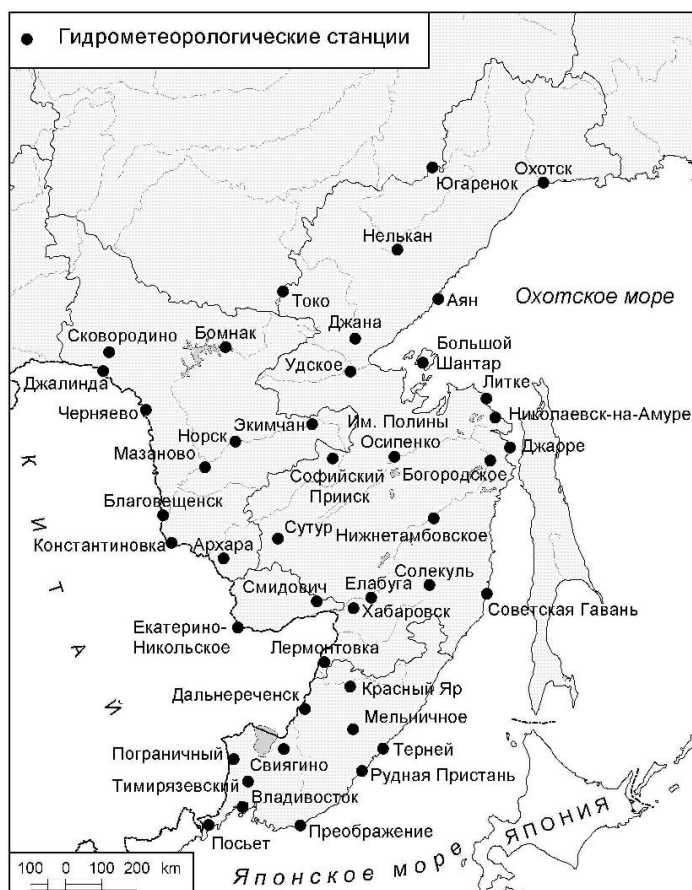 Гидрометеорологические станции
Югаренок
Охотск
Нелькан
Токо
Аян
Охотское море
Джана
Сковородино
Бомнак
Большой
Шантар
Удское
Джалинда
Литке
Черняево
Николаевск-на-Амуре
Экимчан
Им. Полины
Осипенко
Норск
Джаоре
Мазаново
Софийский
Прииск
Богородское
Благовещенск
Сутур
Нижнетамбовское
Константиновка
Архара
Солекуль
Смидович
Елабуга
Хабаровск
Советская Гавань
Екатерино-
Никольское
Лермонтовка
КИТАЙ
Красный Яр
Дальнереченск
Мельничное
Пограничный
Свиягино
Терней
Тимирязевский
Рудная Пристань
Владивосток
ЯПОНИЯ
Посьет
Преображение
Японское море
100 0 100 200 km